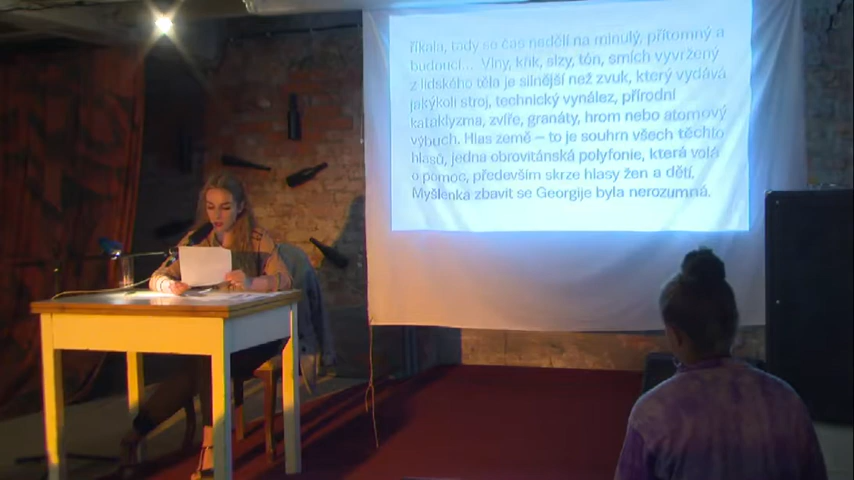 říkala, tady se čas nedělí na minulý, přítomný a
budoucí... Vlny, křik, slzy, tón, smích vyvržený
z lidského těla je silnější než zvuk, který vydává
jakýkoli stroj, technický vynález, přírodní
kataklyzma, zvíře, granáty, hrom nebo atomový
výbuch. Hlas země — to je souhrn všech těchto
hlasů, jedna obrovitánská polyfonie, která volá
o pomoc, především skrze hlasy žen a dětí.
Myšlenka zbavit se Georgije byla nerozumná,